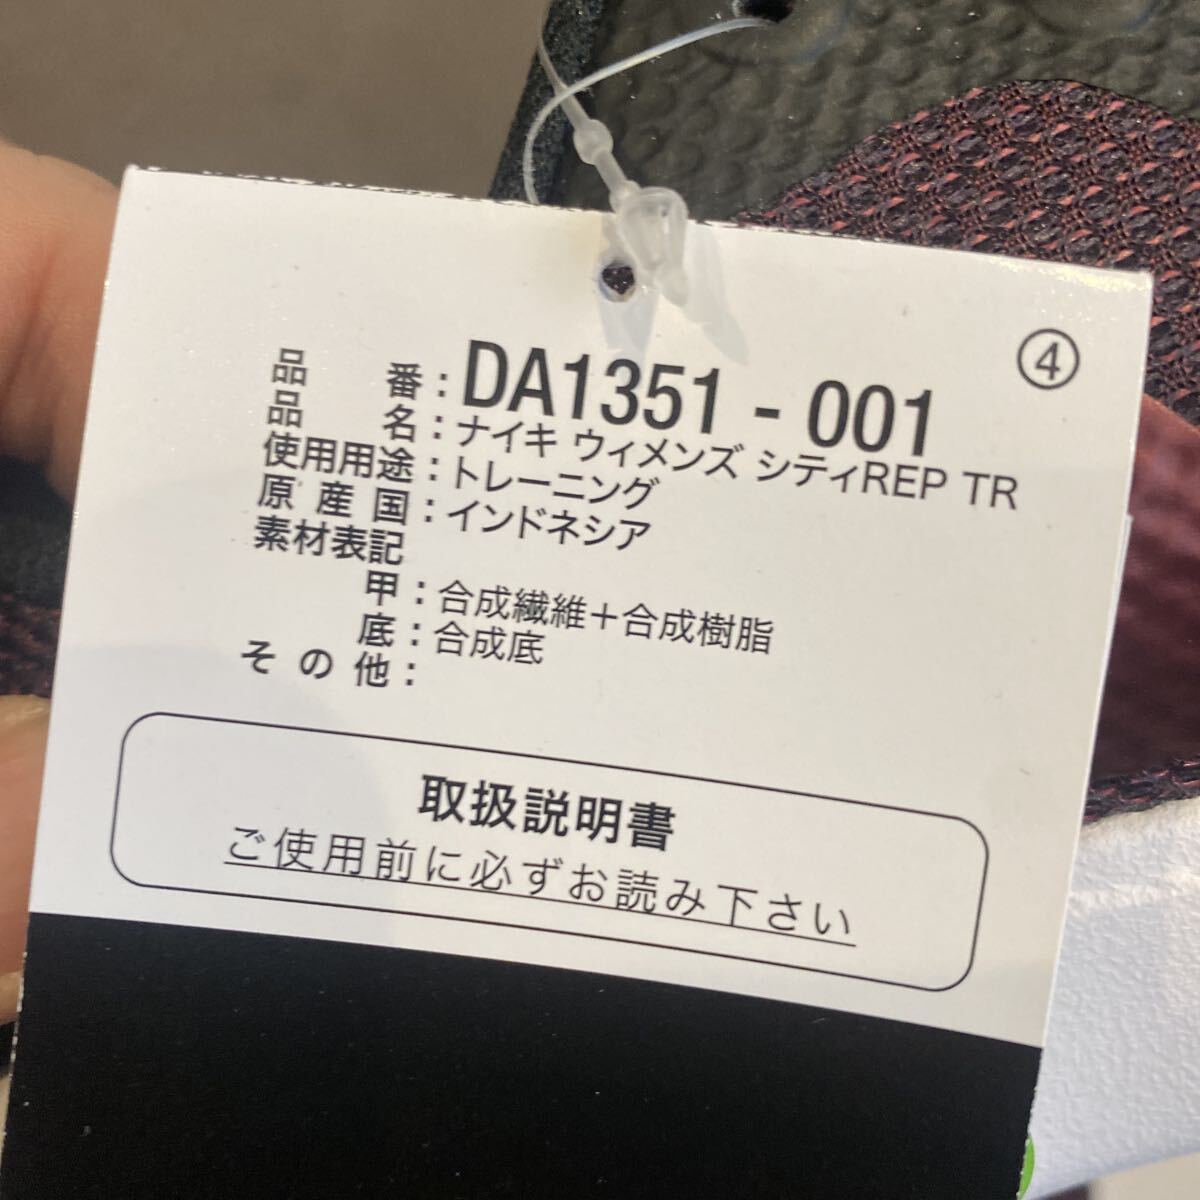 ④
品番：DA1351 - 001
品名：ナイキ ウィメンズ シティREP TR
使用用途：トレーニング
原産国：インドネシア
素材表記
甲：合成繊維＋合成樹脂
底：合成底
その他：
取扱説明書
ご使用前に必ずお読み下さい